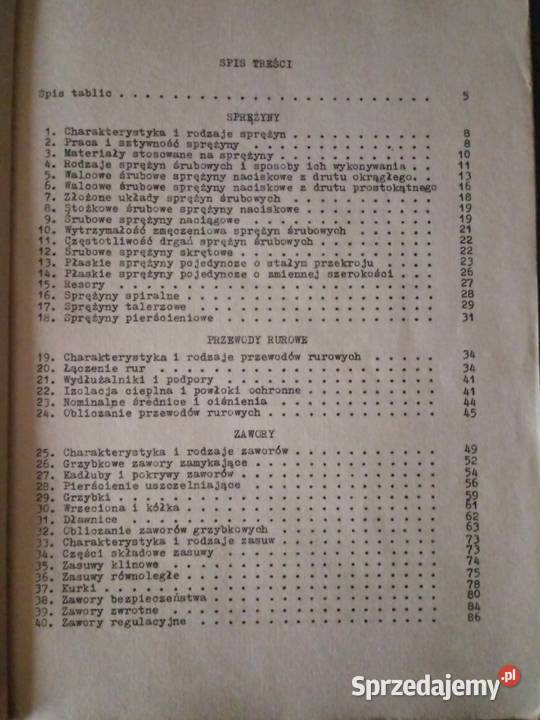 SPIS TREŚCI
Spis tablic . . . . . . . . . . . . . . . . . . . . . . 5
SPRĘŻYNY
1. Charakterystyka i rodzaje sprężyn . . . . . . . . . 8
2. Praca i sztywność sprężyny . . . . . . . . . . . . 8
3. Materiały stosowane na sprężyny . . . . . . . . . . 10
4. Rodzaje sprężyn śrubowych i sposoby ich wykonywania . . 11
5. Walcowe śrubowe sprężyny naciskowe z drutu okrągłego. . 13
6. Walcowe śrubowe sprężyny naciskowe z drutu prostokątnego 16
7. Złożone układy sprężyn śrubowych . . . . . . . . . 18
8. Stożkowe śrubowe sprężyny naciskowe . . . . . . . . 19
9. Śrubowe sprężyny naciągowe . . . . . . . . . . . . 19
10. Wytrzymałość zmęczeniowa sprężyn śrubowych . . . . . 21
11. Częstotliwość drgań sprężyn śrubowych . . . . . . . 22
12. Śrubowe sprężyny skrętowe . . . . . . . . . . . . 22
13. Płaskie sprężyny pojedyncze o stałym przekroju . . . 23
14. Płaskie sprężyny pojedyncze o zmiennej szerokości . . 26
15. Resory . . . . . . . . . . . . . . . . . . . . . 27
16. Sprężyny spiralne . . . . . . . . . . . . . . . . 28
17. Sprężyny talerzowe . . . . . . . . . . . . . . . . 29
18. Sprężyny pierścieniowe . . . . . . . . . . . . . . 31
PRZEWODY RUROWE
19. Charakterystyka i rodzaje przewodów rurowych . . . . 34
20. Łączenie rur . . . . . . . . . . . . . . . . . . 34
21. Wydłużalniki i podpory . . . . . . . . . . . . . . 41
22. Izolacja cieplna i powłoki ochronne . . . . . . . . 41
23. Nominalne średnice i ciśnienia . . . . . . . . . . 44
24. Obliczanie przewodów rurowych . . . . . . . . . . . 45
ZAWORY
25. Charakterystyka i rodzaje zaworów . . . . . . . . . 49
26. Grzybkowe zawory zamykające . . . . . . . . . . . . 52
27. Kadłuby i pokrywy zaworów . . . . . . . . . . . . 54
28. Pierścienie uszczelniające . . . . . . . . . . . . 56
29. Grzybki . . . . . . . . . . . . . . . . . . . . . 59
30. Wrzeciona i kółka . . . . . . . . . . . . . . . . 61
31. Dławnice . . . . . . . . . . . . . . . . . . . . 62
32. Obliczanie zaworów grzybkowych . . . . . . . . . . 63
33. Charakterystyka i rodzaje zasuw . . . . . . . . . . 73
34. Części składowe zasuwy . . . . . . . . . . . . . . 73
35. Zasuwy klinowe . . . . . . . . . . . . . . . . . 74
36. Zasuwy równoległe . . . . . . . . . . . . . . . . 75
37. Kurki . . . . . . . . . . . . . . . . . . . . . . 78
38. Zawory bezpieczeństwa . . . . . . . . . . . . . . 80
39. Zawory zwrotne . . . . . . . . . . . . . . . . . 84
40. Zawory regulacyjne . . . . . . . . . . . . . . . . 86
Sprzedajemy.pl